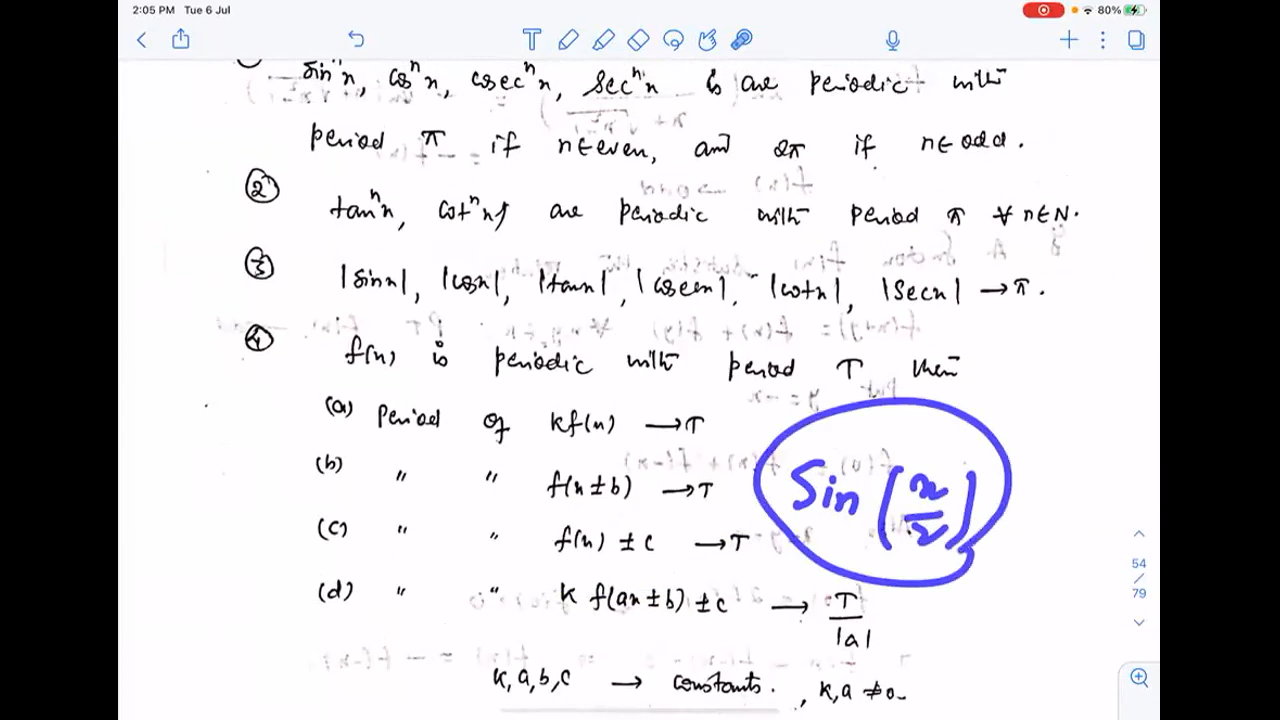 2:05 PM Tue 6 Jul
80%
sinⁿx, cosⁿx, cosecⁿx, secⁿx is are periodic with
period π if n∈even, and 2π if n∈odd.
② tanⁿx, cotⁿx, are periodic with period π ∀ n∈N.
③ |sinx|, |cosx|, |tanx|, |cosecx|, |cotx|, |secx| → π.
④ f(x) is periodic with period T then
(a) Period of kf(x) → T
(b) " " f(x ± b) → T
(c) " " f(x) ± c → T
(d) " " k f(ax ± b) ± c → T/|a|
k, a, b, c → constants. , k, a ≠ 0
Sin (x/2)
54
/
79